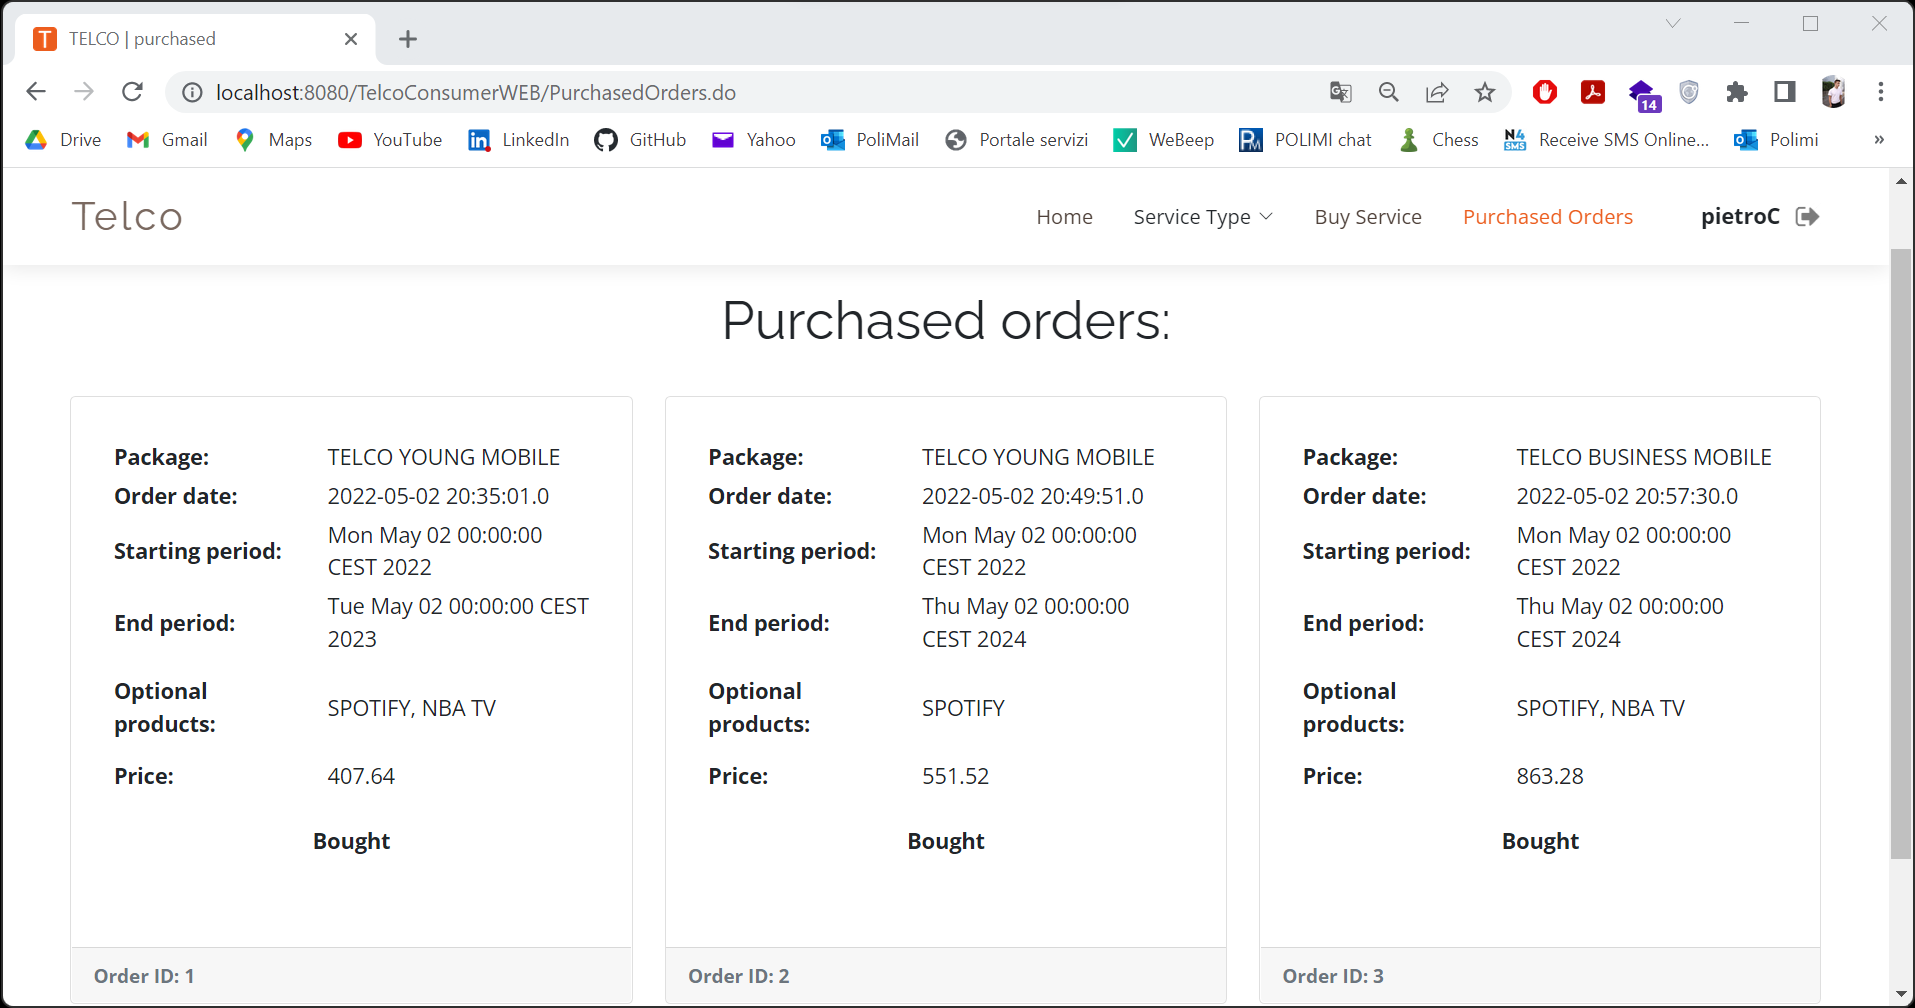 TELCO | purchased
localhost:8080/TelcoConsumerWEB/PurchasedOrders.do
14
Drive Gmail Maps YouTube LinkedIn GitHub Yahoo PoliMail Portale servizi WeBeep POLIMI chat Chess Receive SMS Online... Polimi »
Telco Home Service Type Buy Service Purchased Orders pietroC
Purchased orders:
Package: TELCO YOUNG MOBILE
Order date: 2022-05-02 20:35:01.0
Starting period: Mon May 02 00:00:00
CEST 2022
End period: Tue May 02 00:00:00 CEST
2023
Optional
products: SPOTIFY, NBA TV
Price: 407.64
Bought
Order ID: 1
Package: TELCO YOUNG MOBILE
Order date: 2022-05-02 20:49:51.0
Starting period: Mon May 02 00:00:00
CEST 2022
End period: Thu May 02 00:00:00
CEST 2024
Optional
products: SPOTIFY
Price: 551.52
Bought
Order ID: 2
Package: TELCO BUSINESS MOBILE
Order date: 2022-05-02 20:57:30.0
Starting period: Mon May 02 00:00:00
CEST 2022
End period: Thu May 02 00:00:00
CEST 2024
Optional
products: SPOTIFY, NBA TV
Price: 863.28
Bought
Order ID: 3